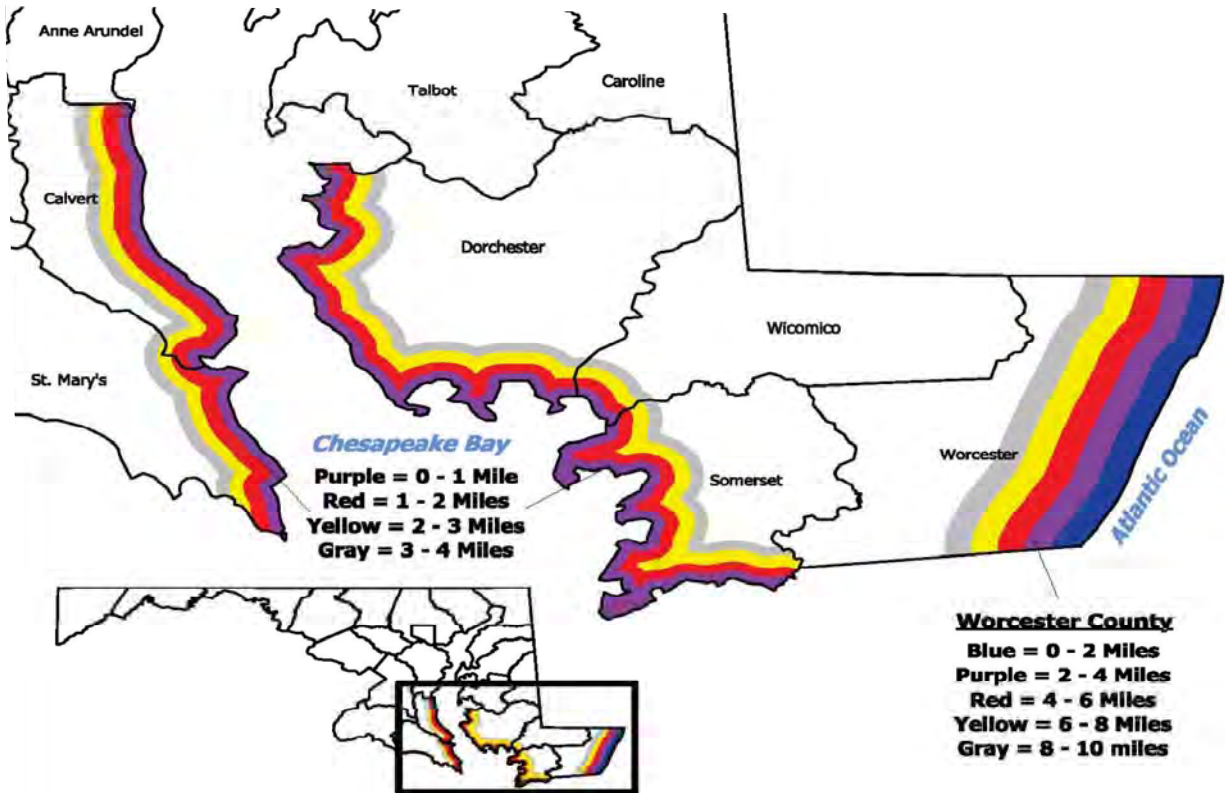 Anne Arundel
Talbot
Caroline
Calvert
Dorchester
Wicomico
St. Mary's
Chesapeake Bay
Purple = 0 - 1 Mile
Red = 1 - 2 Miles
Yellow = 2 - 3 Miles
Gray = 3 - 4 Miles
Somerset
Worcester
Atlantic Ocean
Worcester County
Blue = 0 - 2 Miles
Purple = 2 - 4 Miles
Red = 4 - 6 Miles
Yellow = 6 - 8 Miles
Gray = 8 - 10 miles